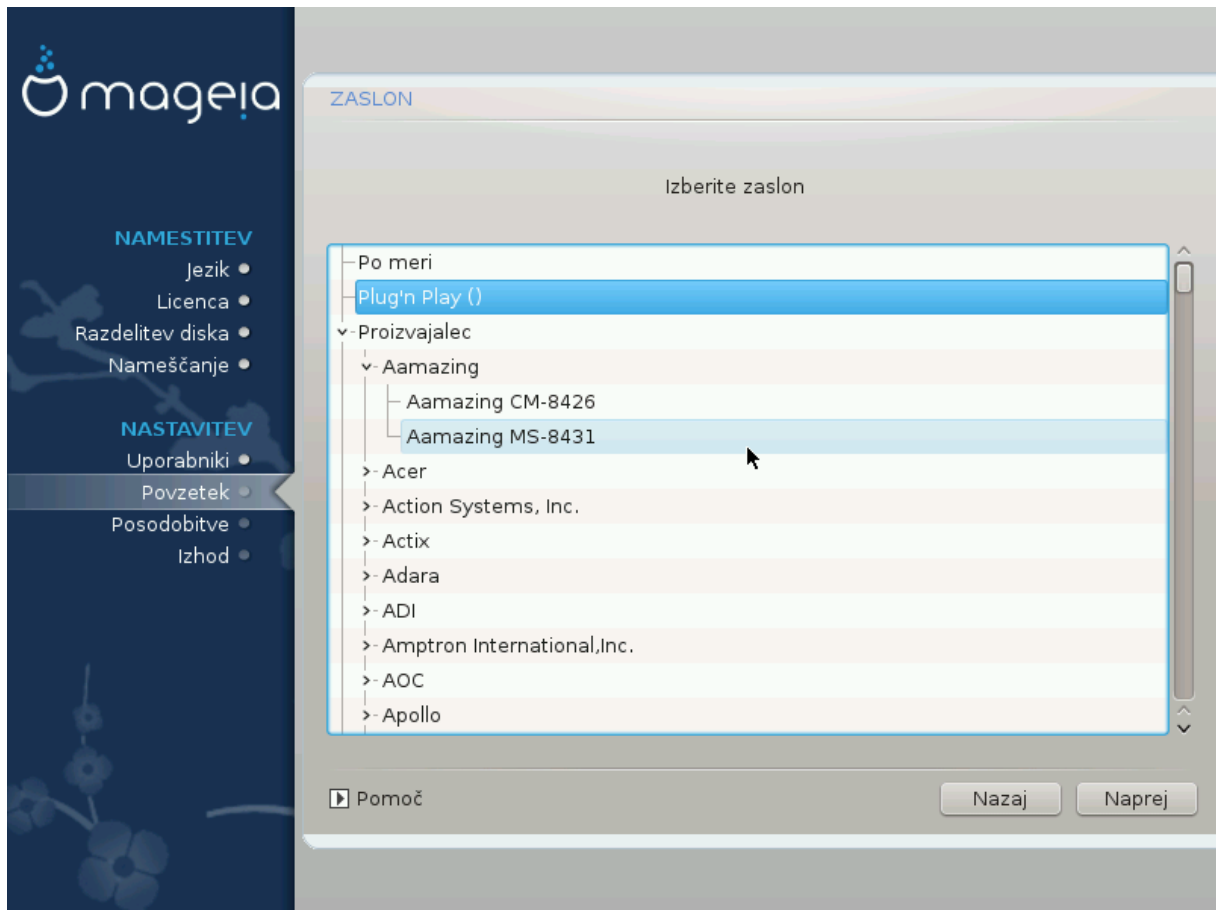 mageia
NAMESTITEV
Jezik
Licenca
Razdelitev diska
Nameščanje
NASTAVITEV
Uporabniki
Povzetek
Posodobitve
Izhod
ZASLON
Izberite zaslon
Po meri
Plug'n Play ()
Proizvajalec
Aamazing
Aamazing CM-8426
Aamazing MS-8431
Acer
Action Systems, Inc.
Actix
Adara
ADI
Amptron International,Inc.
AOC
Apollo
Pomoč
Nazaj
Naprej